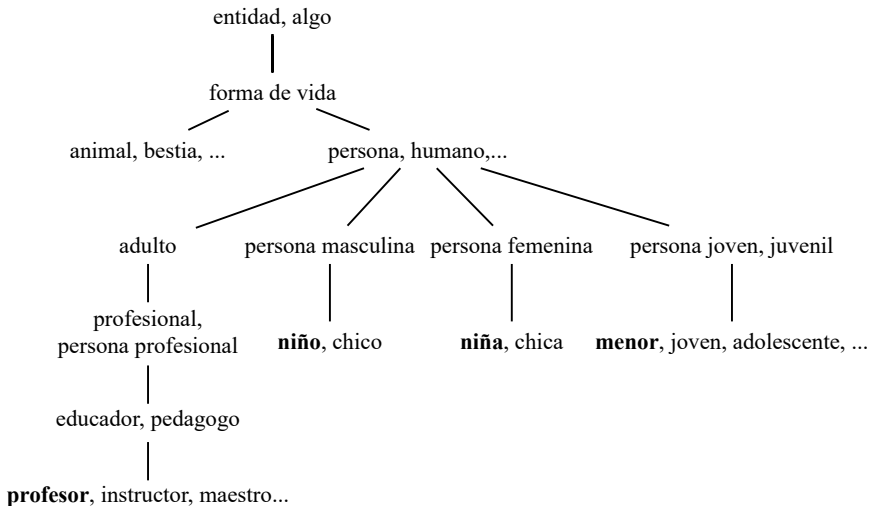 entidad, algo
forma de vida
animal, bestia, ...
persona, humano,...
adulto
persona masculina
persona femenina
persona joven, juvenil
profesional,
persona profesional
niño, chico
niña, chica
menor, joven, adolescente, ...
educador, pedagogo
profesor, instructor, maestro...